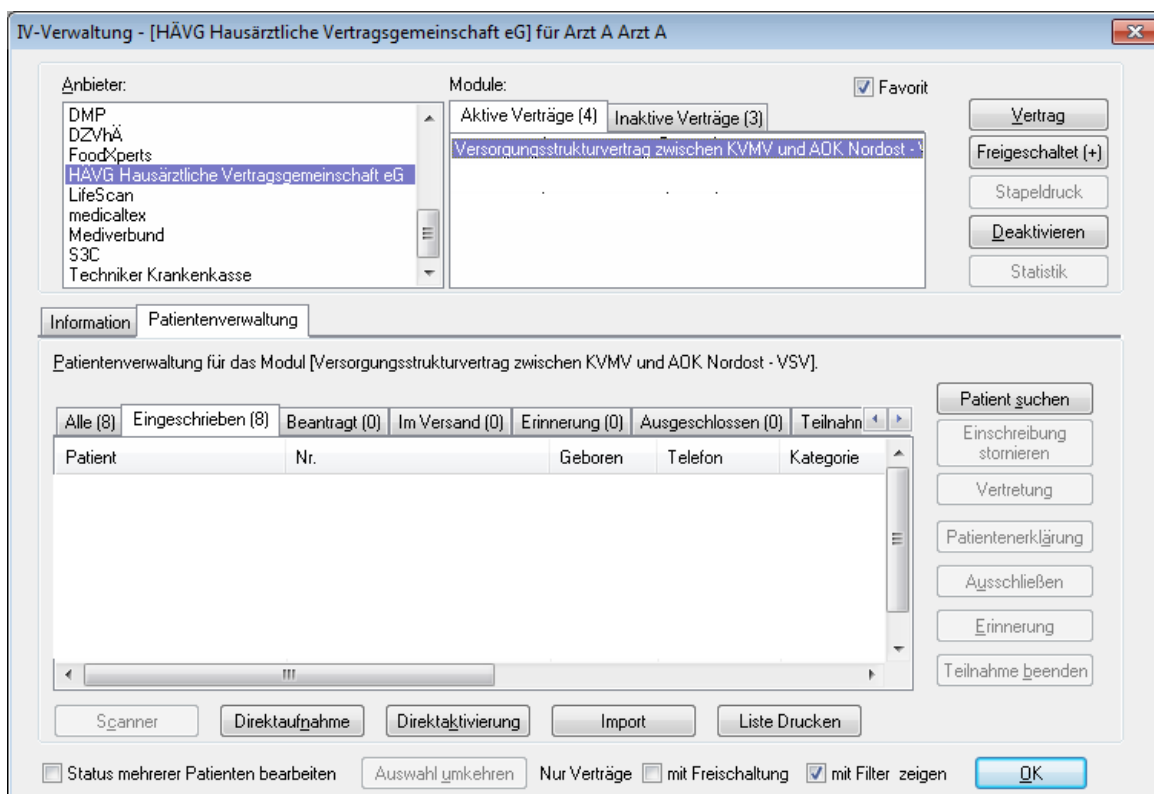 IV-Verwaltung - [HÄVG Hausärztliche Vertragsgemeinschaft eG] für Arzt A Arzt A
Anbieter:
DMP
DZVhÄ
FoodXperts
HÄVG Hausärztliche Vertragsgemeinschaft eG
LifeScan
medicaltex
Mediverbund
S3C
Techniker Krankenkasse
Module:
Favorit
Aktive Verträge (4) Inaktive Verträge (3)
Versorgungsstrukturvertrag zwischen KVMV und AOK Nordost -
Vertrag
Freigeschaltet (+)
Stapeldruck
Deaktivieren
Statistik
Information Patientenverwaltung
Patientenverwaltung für das Modul [Versorgungsstrukturvertrag zwischen KVMV und AOK Nordost - VSV].
Alle (8) Eingeschrieben (8) Beantragt (0) Im Versand (0) Erinnerung (0) Ausgeschlossen (0) Teilnahm
Patient Nr. Geboren Telefon Kategorie
Patient suchen
Einschreibung
stornieren
Vertretung
Patientenerklärung
Ausschließen
Erinnerung
Teilnahme beenden
Scanner Direktaufnahme Direktaktivierung Import Liste Drucken
Status mehrerer Patienten bearbeiten Auswahl umkehren Nur Verträge mit Freischaltung mit Filter zeigen OK